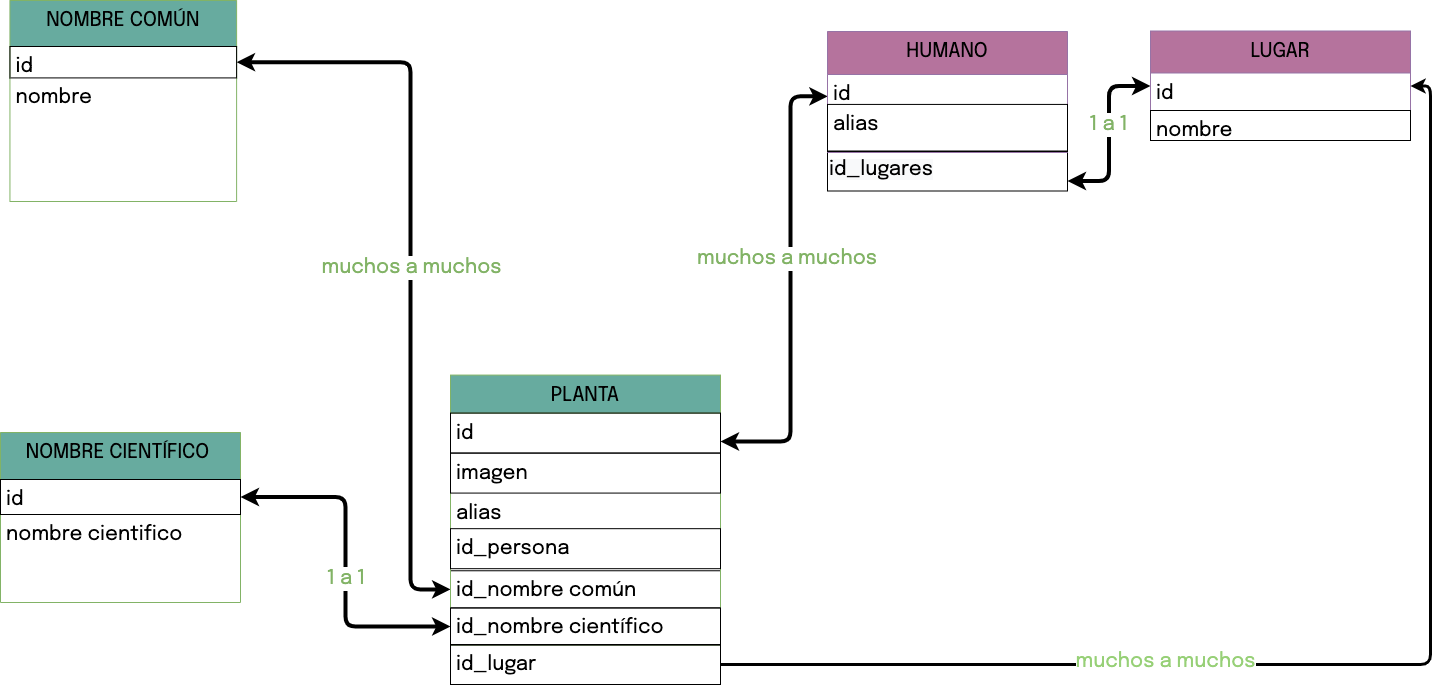 NOMBRE COMÚN
id
nombre
HUMANO
id
alias
id_lugares
1 a 1
LUGAR
id
nombre
muchos a muchos
muchos a muchos
NOMBRE CIENTÍFICO
id
nombre cientifico
1 a 1
PLANTA
id
imagen
alias
id_persona
id_nombre común
id_nombre científico
id_lugar
muchos a muchos